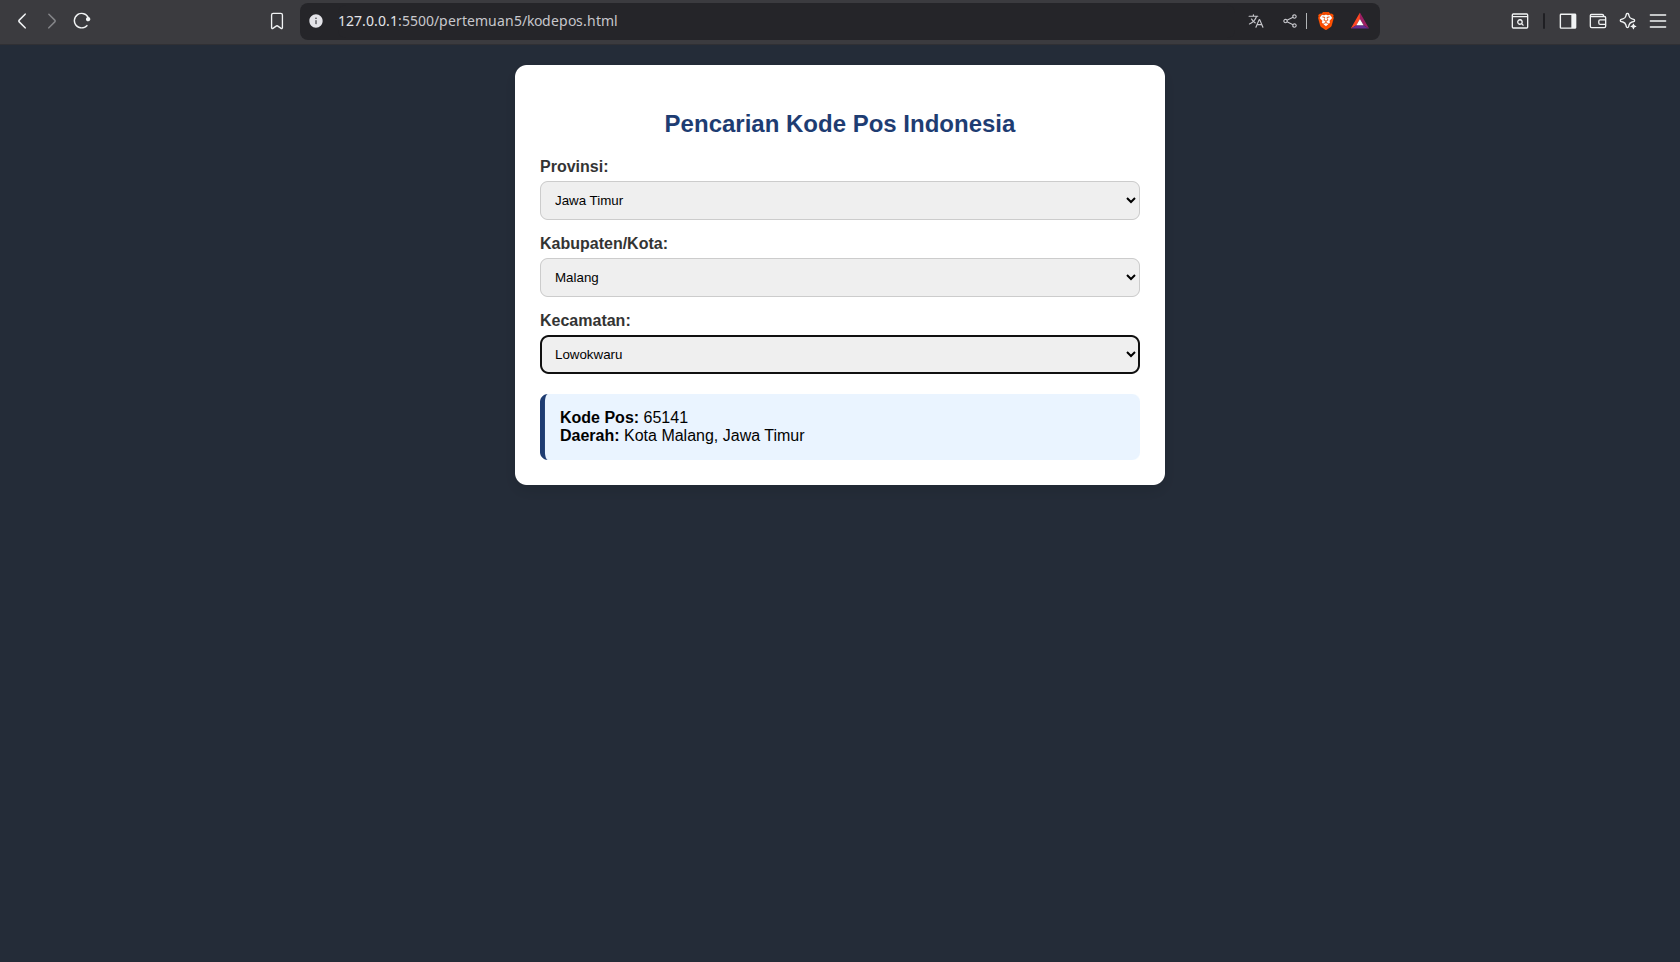 127.0.0.1:5500/pertemuan5/kodepos.html
Pencarian Kode Pos Indonesia
Provinsi:
Jawa Timur
Kabupaten/Kota:
Malang
Kecamatan:
Lowokwaru
Kode Pos: 65141
Daerah: Kota Malang, Jawa Timur